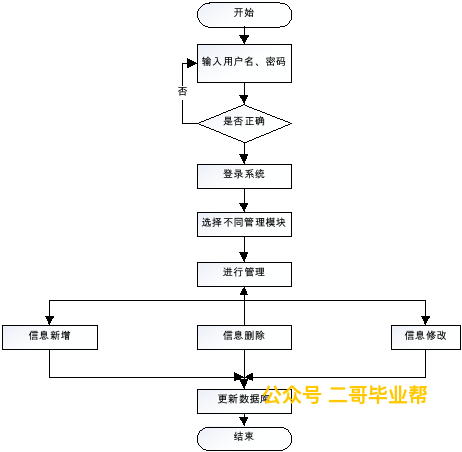 开始
输入用户名、密码
否
是否正确
登录系统
选择不同管理模块
进行管理
信息新增
信息删除
信息修改
更新数据库
公众号 二哥毕业帮
结束